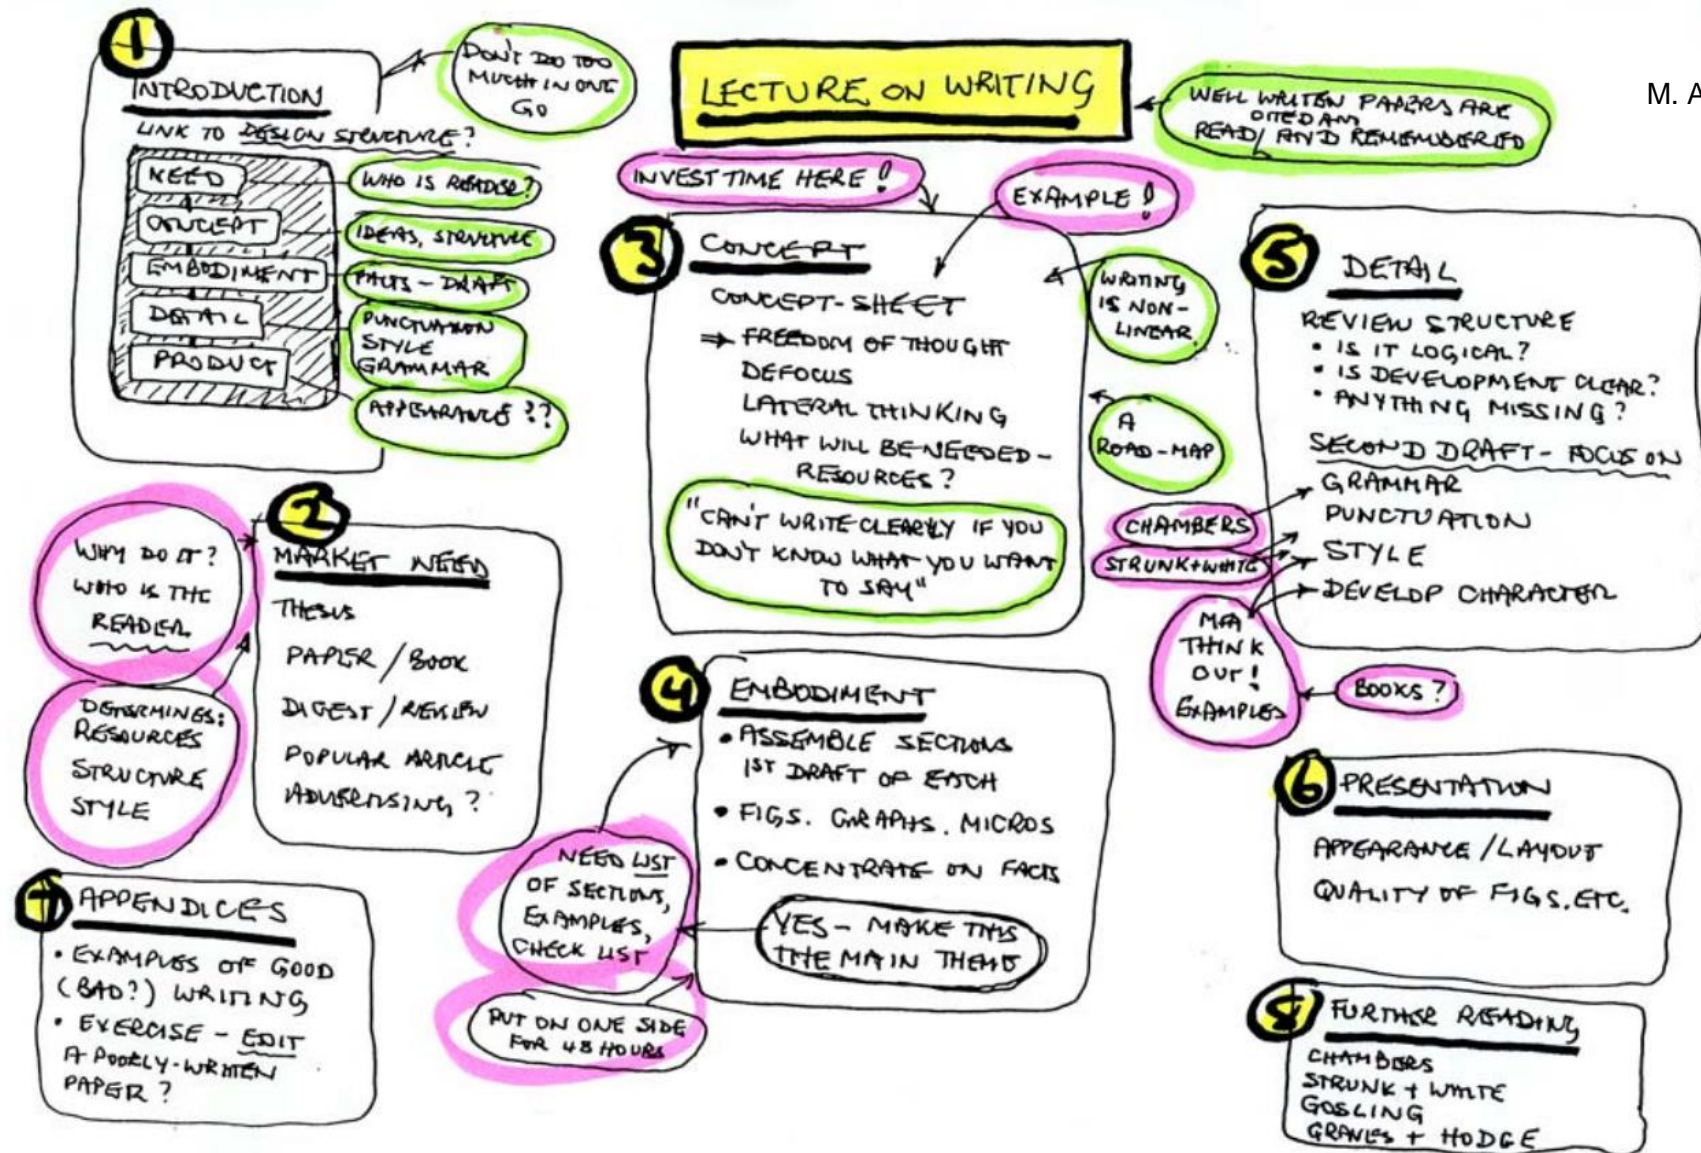 LECTURE ON WRITING
WELL WRITTEN PAPERS ARE
READ, AND REMEMBERED
M. A
1
INTRODUCTION
LINK TO DESIGN STRUCTURE?
DON'T DO TOO
MUCH IN ONE
GO
NEED
WHO IS READER?
CONCEPT
IDEAS, STRUCTURE
EMBODIMENT
FACTS - DRAFT
DETAIL
PUNCTUATION
STYLE
GRAMMAR
PRODUCT
APPEARANCE??
2
MARKET NEED
THESIS
PAPER / BOOK
DIGEST / REVIEW
POPULAR ARTICLE
ADVERTISING?
WHY DO IT?
WHO IS THE
READER
DETERMINES:
RESOURCES
STRUCTURE
STYLE
INVEST TIME HERE!
EXAMPLE!
3
CONCEPT
CONCEPT-SHEET
⇒ FREEDOM OF THOUGHT
DEFOCUS
LATERAL THINKING
WHAT WILL BE NEEDED -
RESOURCES?
"CAN'T WRITE CLEARLY IF YOU
DON'T KNOW WHAT YOU WANT
TO SAY"
WRITING
IS NON-
LINEAR
A
ROAD-MAP
4
EMBODIMENT
• ASSEMBLE SECTIONS
1ST DRAFT OF EACH
• FIGS. GRAPHS. MICROS
• CONCENTRATE ON FACTS
YES - MAKE THIS
THE MAIN THEME
NEED LIST
OF SECTIONS,
EXAMPLES,
CHECK LIST
PUT ON ONE SIDE
FOR 48 HOURS
5
DETAIL
REVIEW STRUCTURE
• IS IT LOGICAL?
• IS DEVELOPMENT CLEAR?
• ANYTHING MISSING?
SECOND DRAFT - FOCUS ON
GRAMMAR
PUNCTUATION
STYLE
DEVELOP CHARACTER
CHAMBERS
STRUNK+WHITE
MFA
THINK
OUT!
EXAMPLES
BOOKS?
6
PRESENTATION
APPEARANCE / LAYOUT
QUALITY OF FIGS. ETC.
7
APPENDICES
• EXAMPLES OF GOOD
(BAD?) WRITING
• EXERCISE - EDIT
A POORLY-WRITTEN
PAPER?
8
FURTHER READING
CHAMBERS
STRUNK + WHITE
GOSLING
+ HODGE